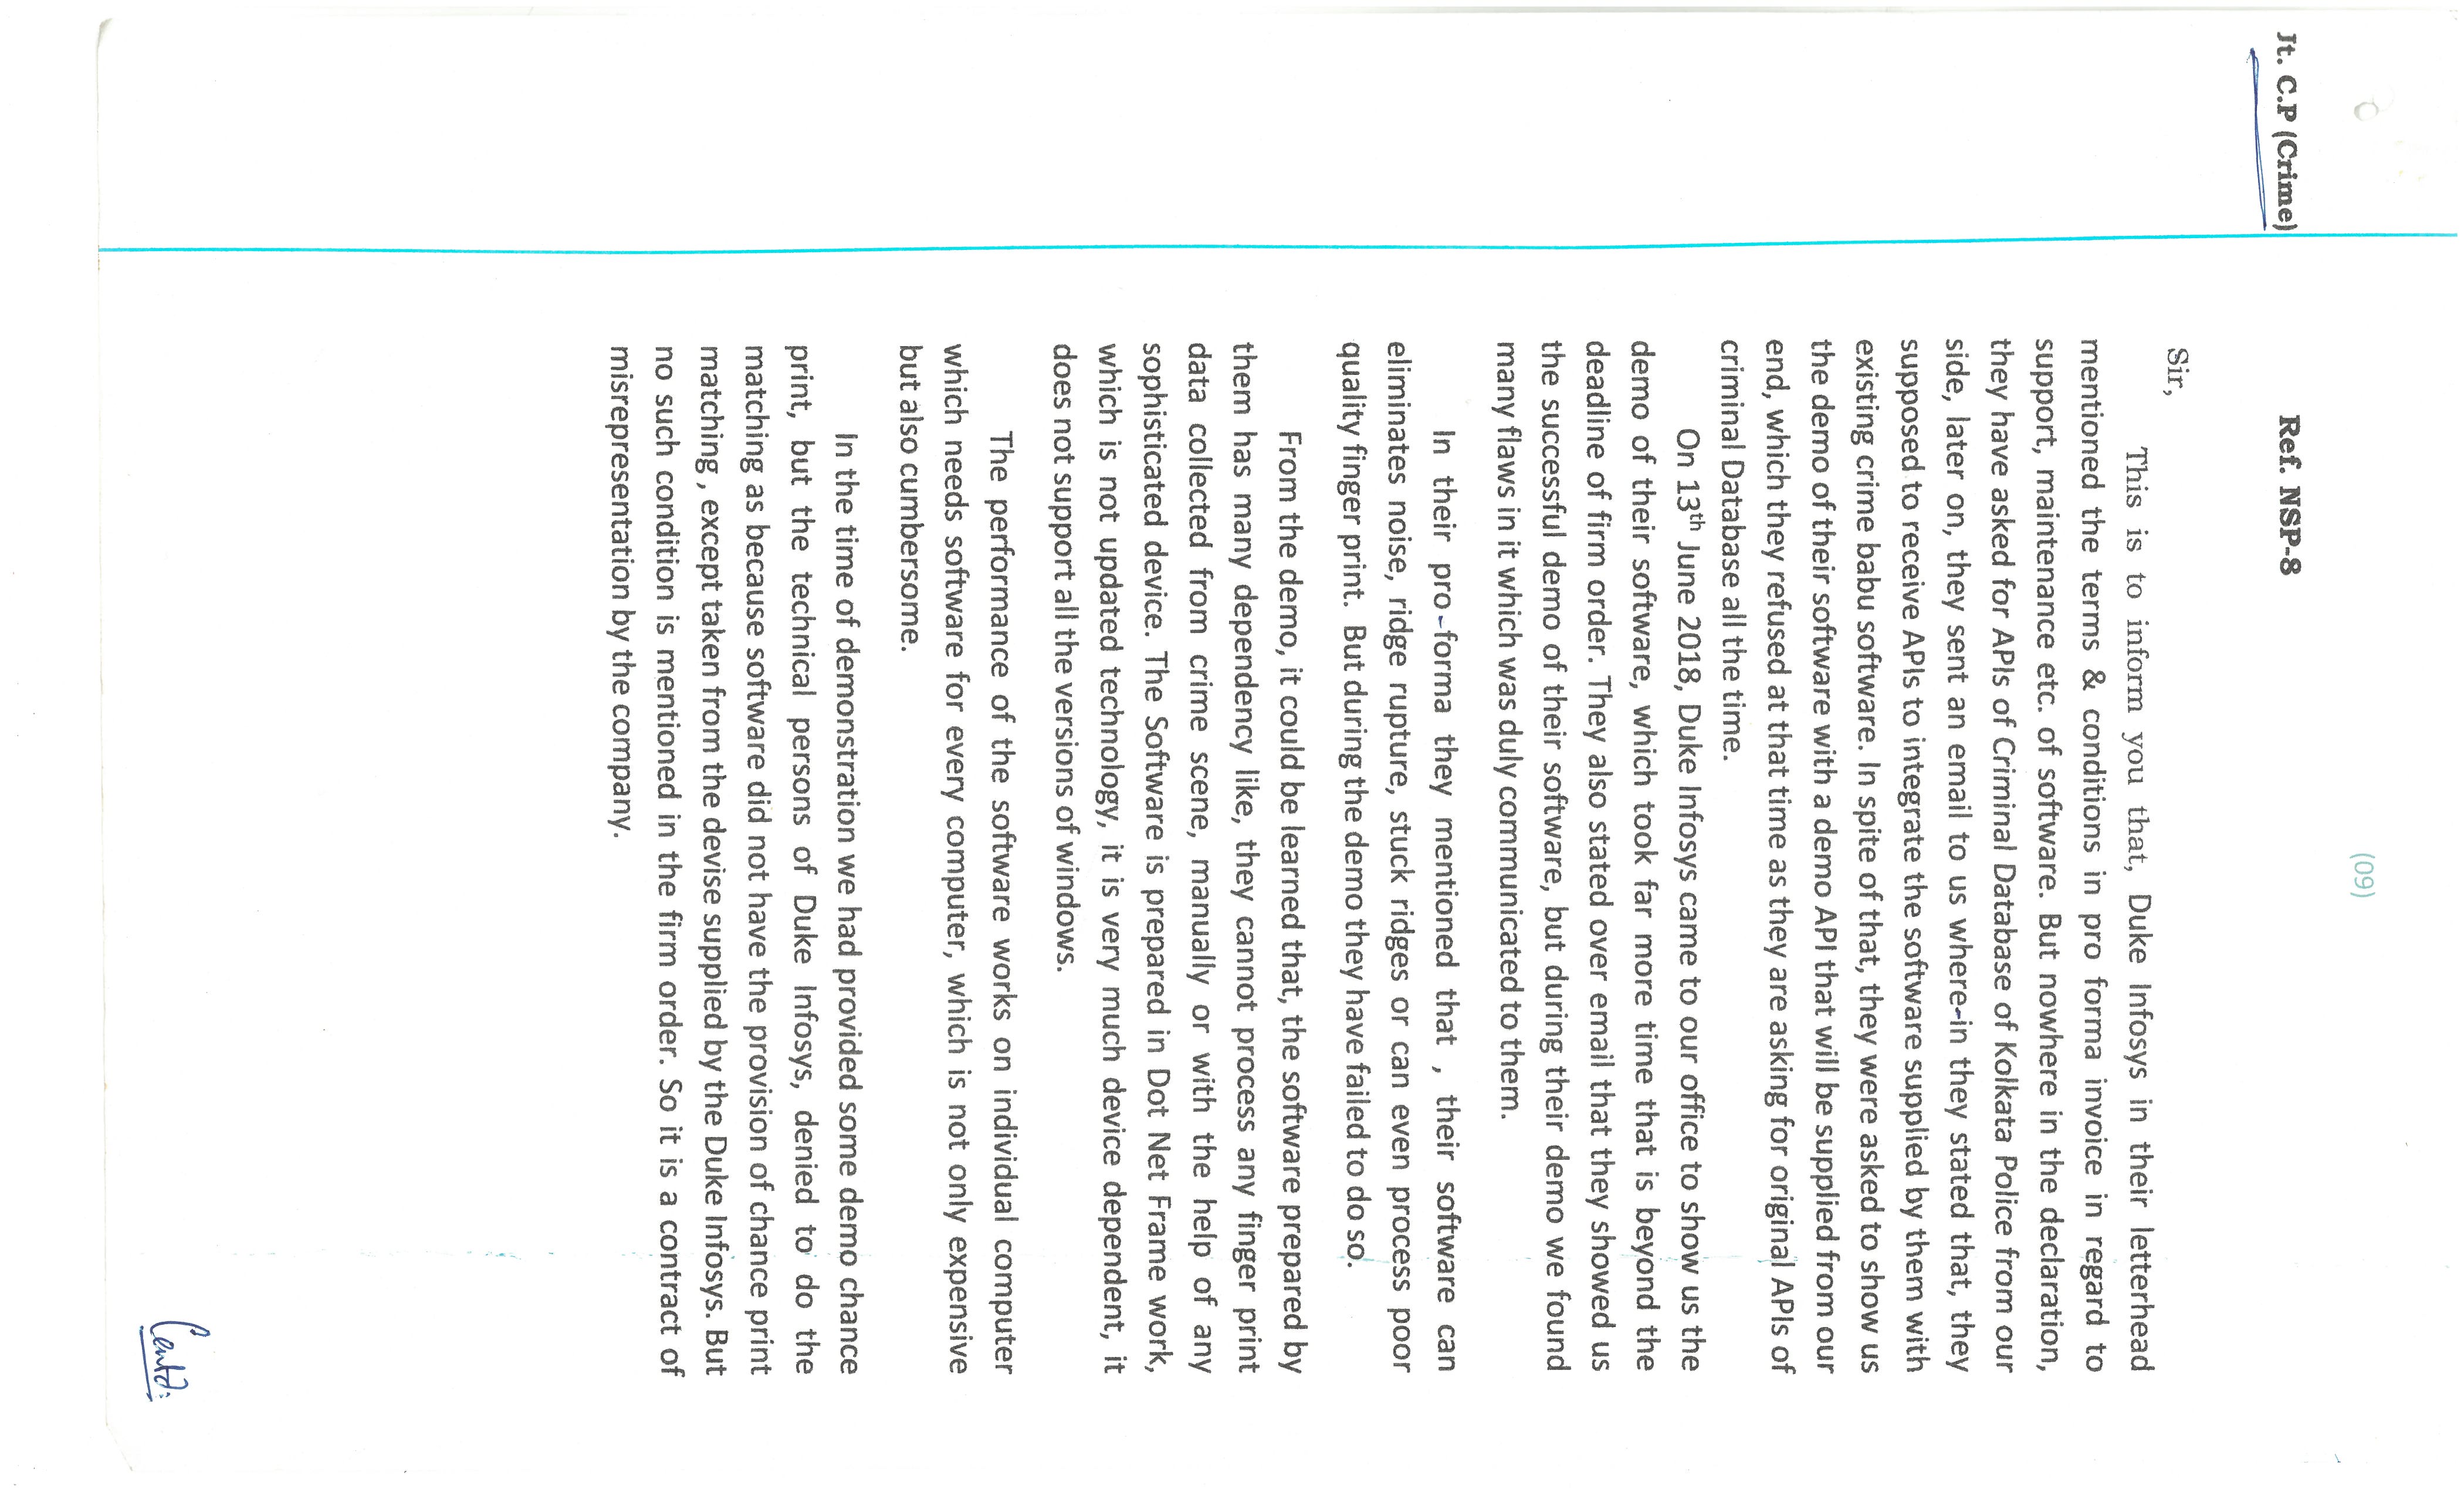 (09)
Jt. C.P (Crime)
Ref. NSP-8
Sir,
This is to inform you that, Duke Infosys in their letterhead
mentioned the terms & conditions in pro forma invoice in regard to
support, maintenance etc. of software. But nowhere in the declaration,
they have asked for APIs of Criminal Database of Kolkata Police from our
side, later on, they sent an email to us where-in they stated that, they
supposed to receive APIs to integrate the software supplied by them with
existing crime babu software. In spite of that, they were asked to show us
the demo of their software with a demo API that will be supplied from our
end, which they refused at that time as they are asking for original APIs of
criminal Database all the time.
On 13th June 2018, Duke Infosys came to our office to show us the
demo of their software, which took far more time that is beyond the
deadline of firm order. They also stated over email that they showed us
the successful demo of their software, but during their demo we found
many flaws in it which was duly communicated to them.
In their pro-forma they mentioned that , their software can
eliminates noise, ridge rupture, stuck ridges or can even process poor
quality finger print. But during the demo they have failed to do so.
From the demo, it could be learned that, the software prepared by
them has many dependency like, they cannot process any finger print
data collected from crime scene, manually or with the help of any
sophisticated device. The Software is prepared in Dot Net Frame work,
which is not updated technology, it is very much device dependent, it
does not support all the versions of windows.
The performance of the software works on individual computer
which needs software for every computer, which is not only expensive
but also cumbersome.
In the time of demonstration we had provided some demo chance
print, but the technical persons of Duke Infosys, denied to do the
matching as because software did not have the provision of chance print
matching , except taken from the devise supplied by the Duke Infosys. But
no such condition is mentioned in the firm order. So it is a contract of
misrepresentation by the company.
Contd: